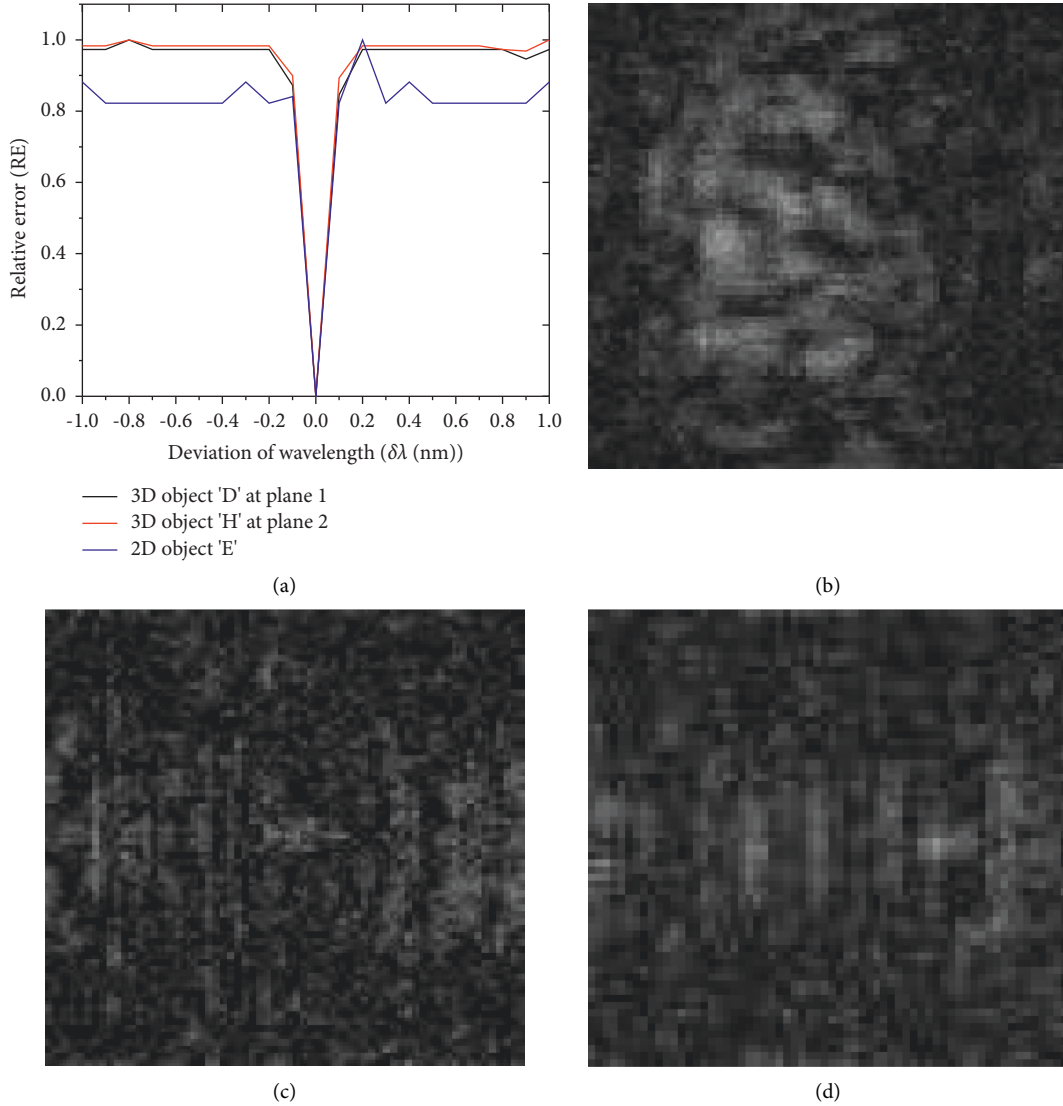 1.0
0.8
0.6
0.4
0.2
0.0
Relative error (RE)
-1.0 -0.8 -0.6 -0.4 -0.2 0.0 0.2 0.4 0.6 0.8 1.0
Deviation of wavelength (δλ (nm))
3D object 'D' at plane 1
3D object 'H' at plane 2
2D object 'E'
(a)
(b)
(c)
(d)